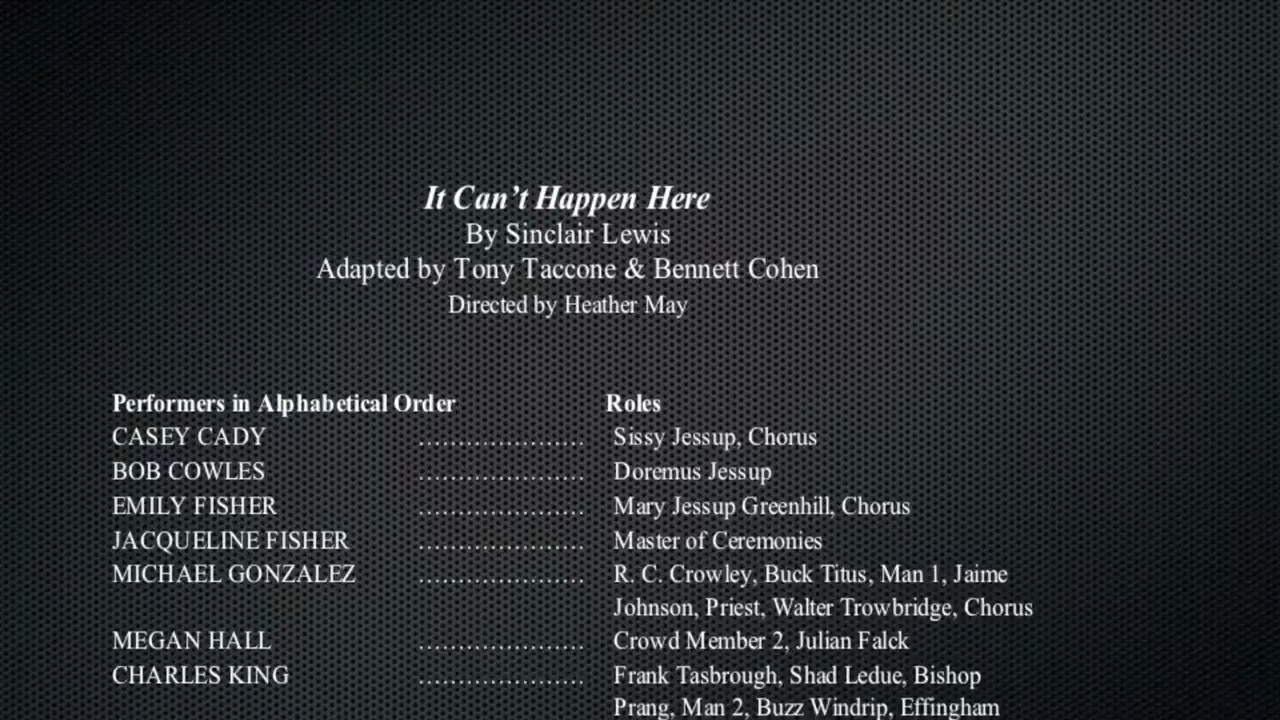 It Can’t Happen Here
By Sinclair Lewis
Adapted by Tony Taccone & Bennett Cohen
Directed by Heather May
Performers in Alphabetical Order Roles
CASEY CADY ..................... Sissy Jessup, Chorus
BOB COWLES ..................... Doremus Jessup
EMILY FISHER ..................... Mary Jessup Greenhill, Chorus
JACQUELINE FISHER ..................... Master of Ceremonies
MICHAEL GONZALEZ ..................... R. C. Crowley, Buck Titus, Man 1, Jaime
Johnson, Priest, Walter Trowbridge, Chorus
MEGAN HALL ..................... Crowd Member 2, Julian Falck
CHARLES KING ..................... Frank Tasbrough, Shad Ledue, Bishop
Prang, Man 2, Buzz Windrip, Effingham